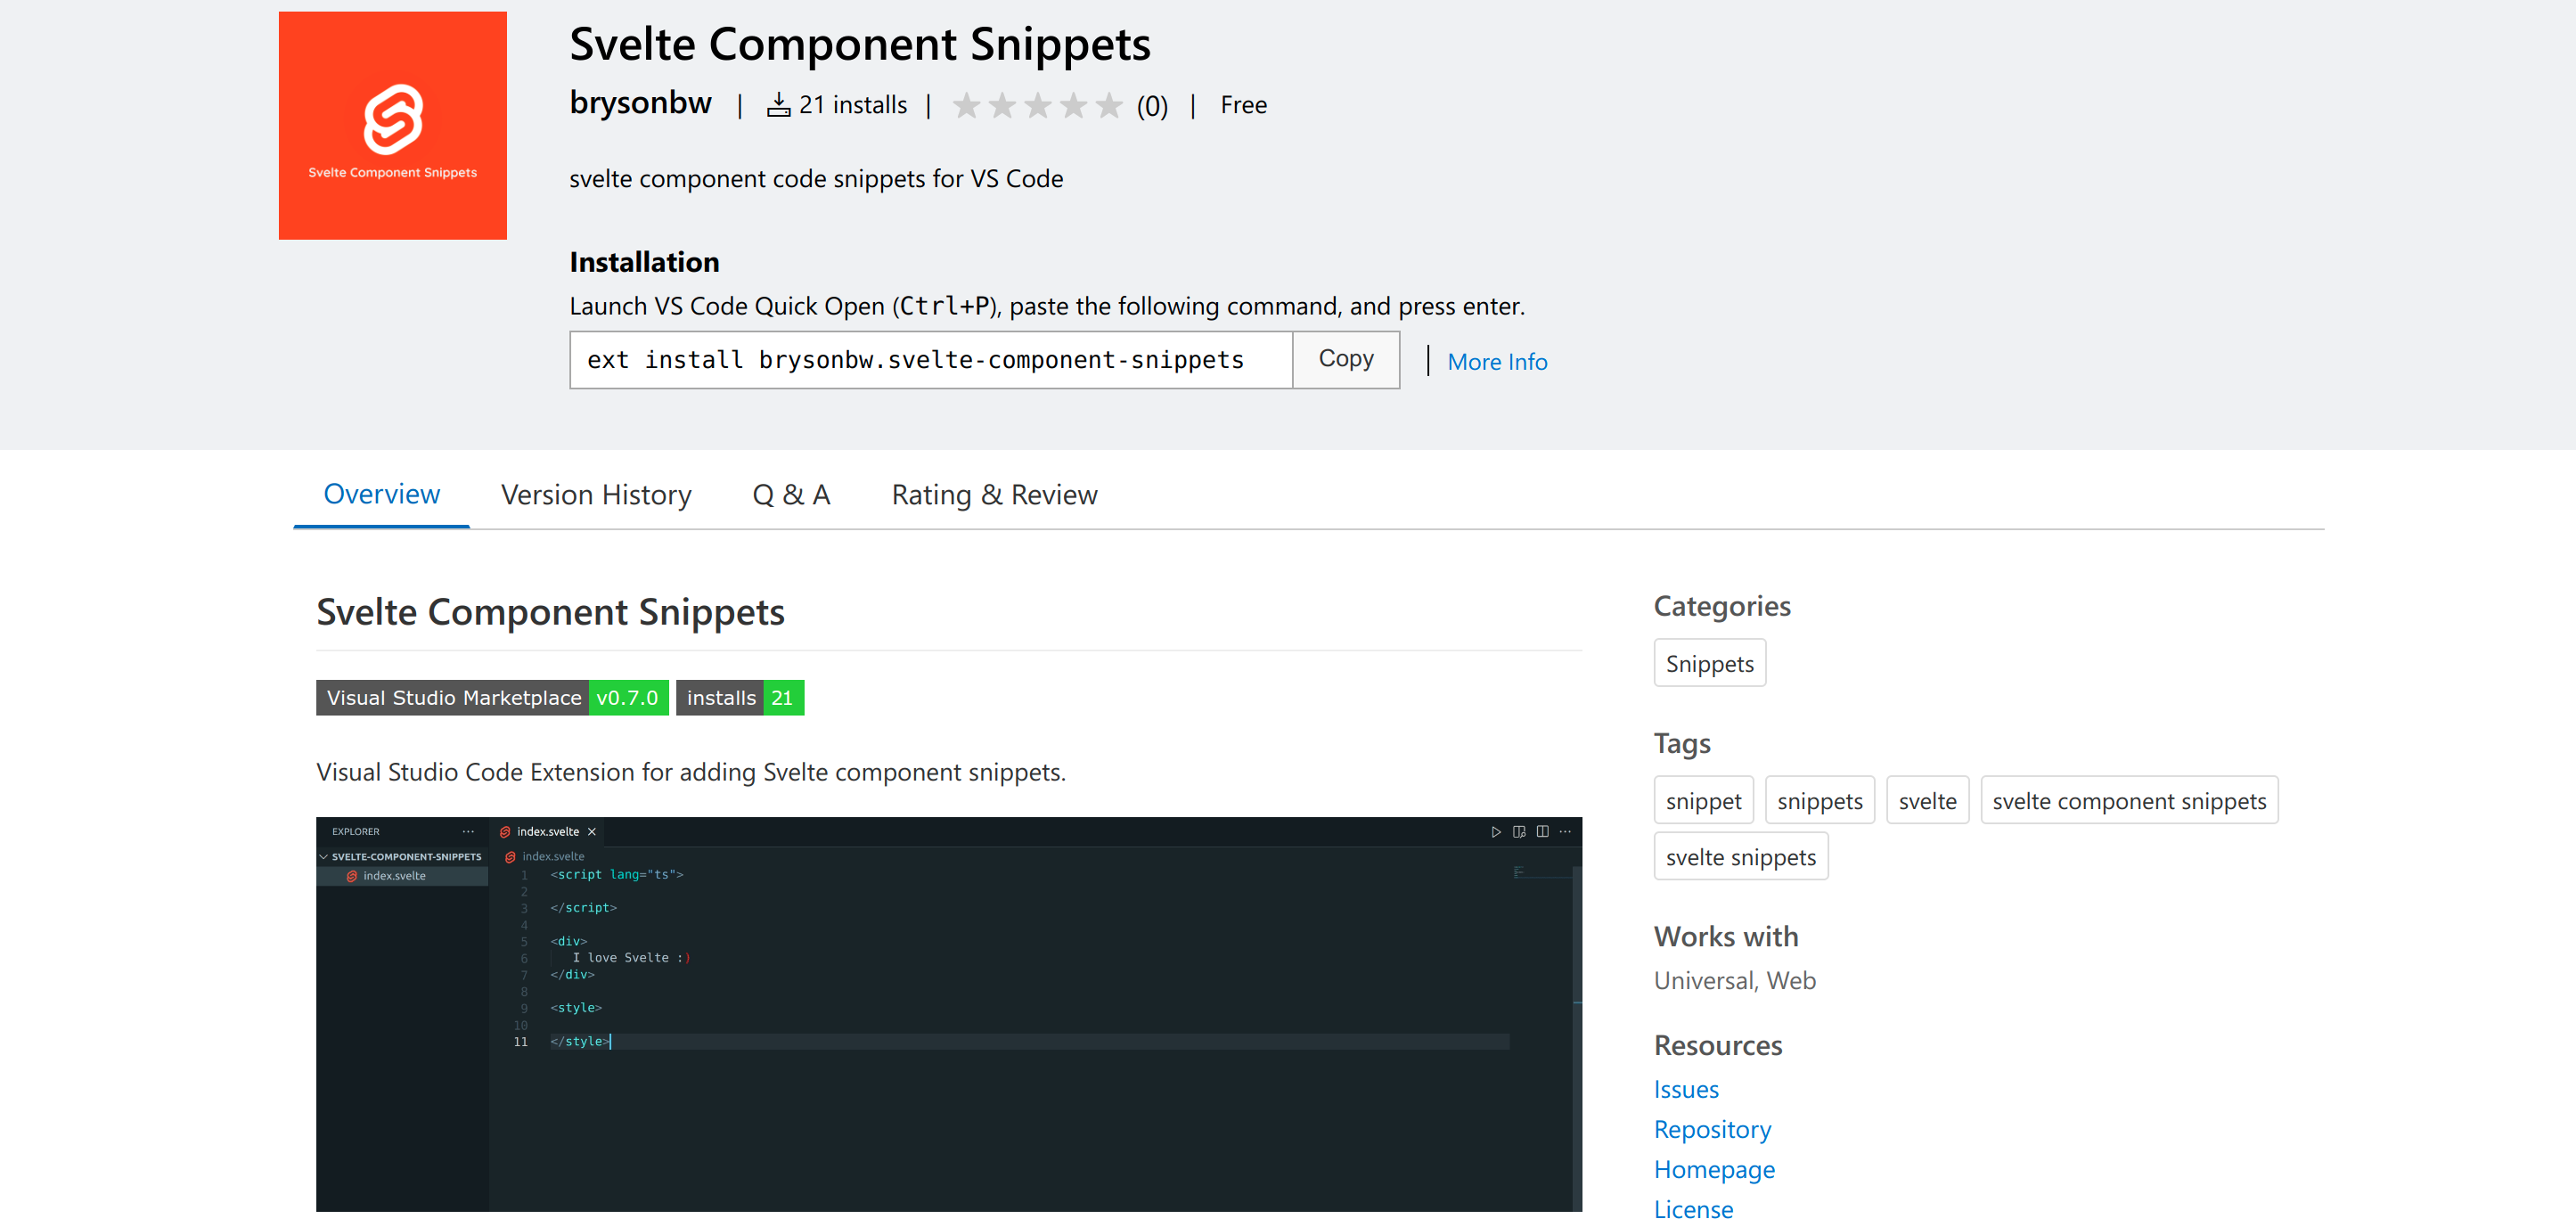 Svelte Component Snippets
Svelte Component Snippets
brysonbw | 21 installs | (0) | Free
svelte component code snippets for VS Code
Installation
Launch VS Code Quick Open (Ctrl+P), paste the following command, and press enter.
ext install brysonbw.svelte-component-snippets
Copy
| More Info
Overview
Version History
Q & A
Rating & Review
Svelte Component Snippets
Visual Studio Marketplace v0.7.0 installs 21
Visual Studio Code Extension for adding Svelte component snippets.
EXPLORER ···
SVELTE-COMPONENT-SNIPPETS
index.svelte
index.svelte ×
···
index.svelte
1 <script lang="ts">
2
3 </script>
4
5 <div>
6 I love Svelte :)
7 </div>
8
9 <style>
10
11 </style>
Categories
Snippets
Tags
snippet snippets svelte svelte component snippets
svelte snippets
Works with
Universal, Web
Resources
Issues
Repository
Homepage
License